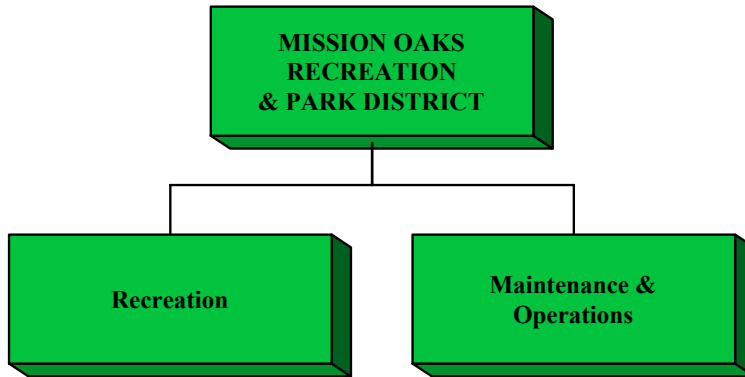 MISSION OAKS
RECREATION
& PARK DISTRICT
Recreation
Maintenance &
Operations